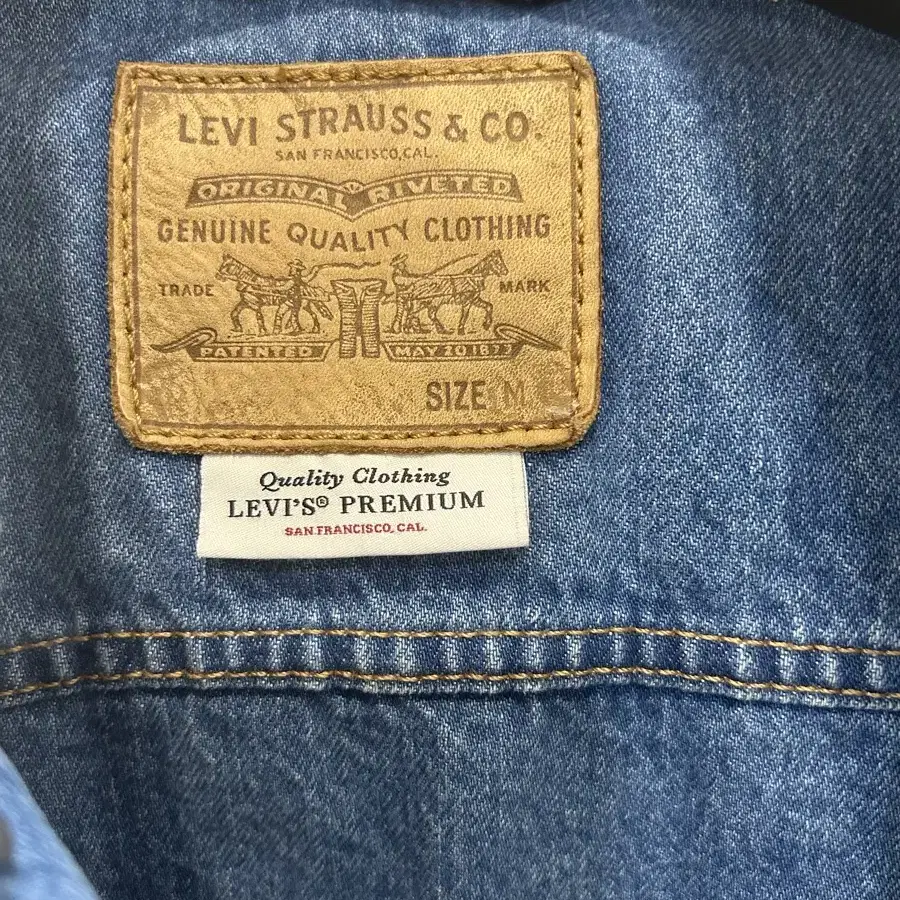 LEVI STRAUSS & CO.
SAN FRANCISCO, CAL.
ORIGINAL RIVETED
GENUINE QUALITY CLOTHING
TRADE MARK
PATENTED MAY 20 1873
SIZE M
Quality Clothing
LEVI'S® PREMIUM
SAN FRANCISCO, CAL.